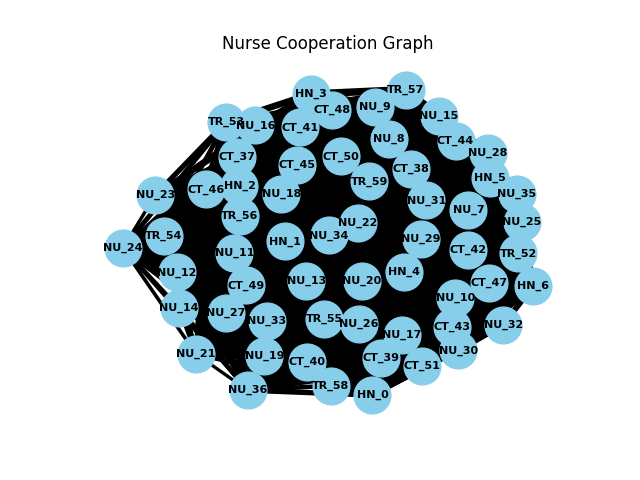 Nurse Cooperation Graph
TR_57
HN_3
NU_9
CT_48
NU_15
TR_53
NU_16
CT_41
NU_8
CT_44
NU_28
CT_37
CT_50
CT_45
CT_38
HN_5
TR_59
HN_2
CT_46
NU_18
NU_23
NU_35
NU_31
NU_7
TR_56
NU_22
NU_25
TR_54
NU_34
NU_29
HN_1
NU_24
CT_42
NU_11
TR_52
NU_12
HN_4
NU_13
NU_20
CT_47
CT_49
HN_6
NU_10
NU_14
NU_27
NU_33
TR_55
NU_26
NU_32
CT_43
NU_17
NU_30
NU_21
NU_19
CT_39
CT_40
CT_51
TR_58
NU_36
HN_0